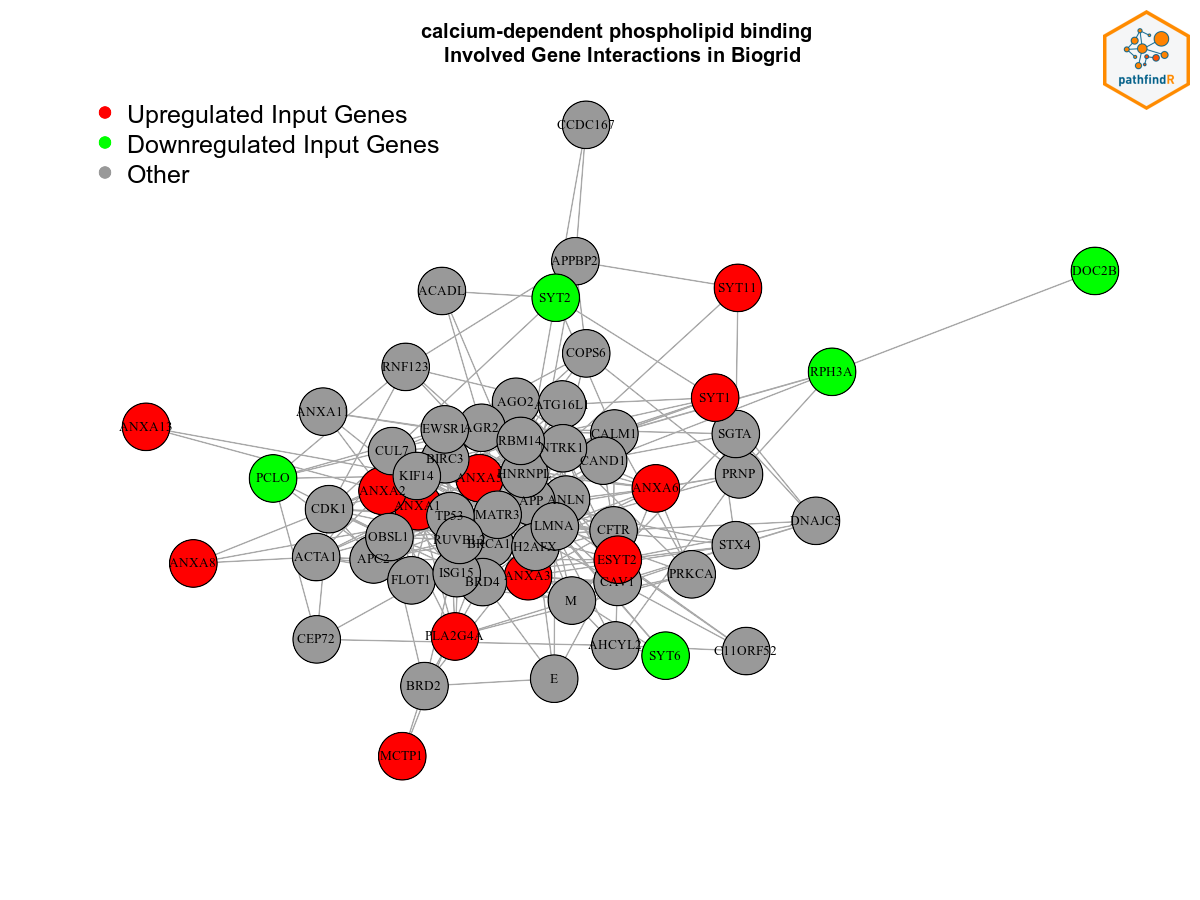 calcium-dependent phospholipid binding
Involved Gene Interactions in Biogrid
pathfindR
Upregulated Input Genes
Downregulated Input Genes
Other
CCDC167
APPBP2
DOC2B
SYT11
ACADL
SYT2
COPS6
RNF123
RPH3A
SYT1
AGO2
ATG16L1
ANXA1
ANXA13
EWSR1
AGR2
RBM14
CALM1
SGTA
NTRK1
CUL7
BIRC3
CAND1
KIF14
HNRNPL
PRNP
PCLO
ANXA5
ANXA6
ANXA2
ANXA1
APP
ANLN
CDK1
TP53
MATR3
DNAJC5
LMNA
CFTR
OBSL1
RUVBL2
BRCA1
H2AFX
STX4
ACTA1
APC2
ESYT2
ANXA8
ISG15
ANXA3
PRKCA
FLOT1
BRD4
CAV1
M
CEP72
PLA2G4A
AHCYL2
SYT6
C11ORF52
E
BRD2
MCTP1